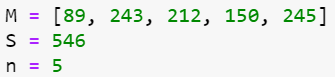 M = [89, 243, 212, 150, 245]
S = 546
n = 5